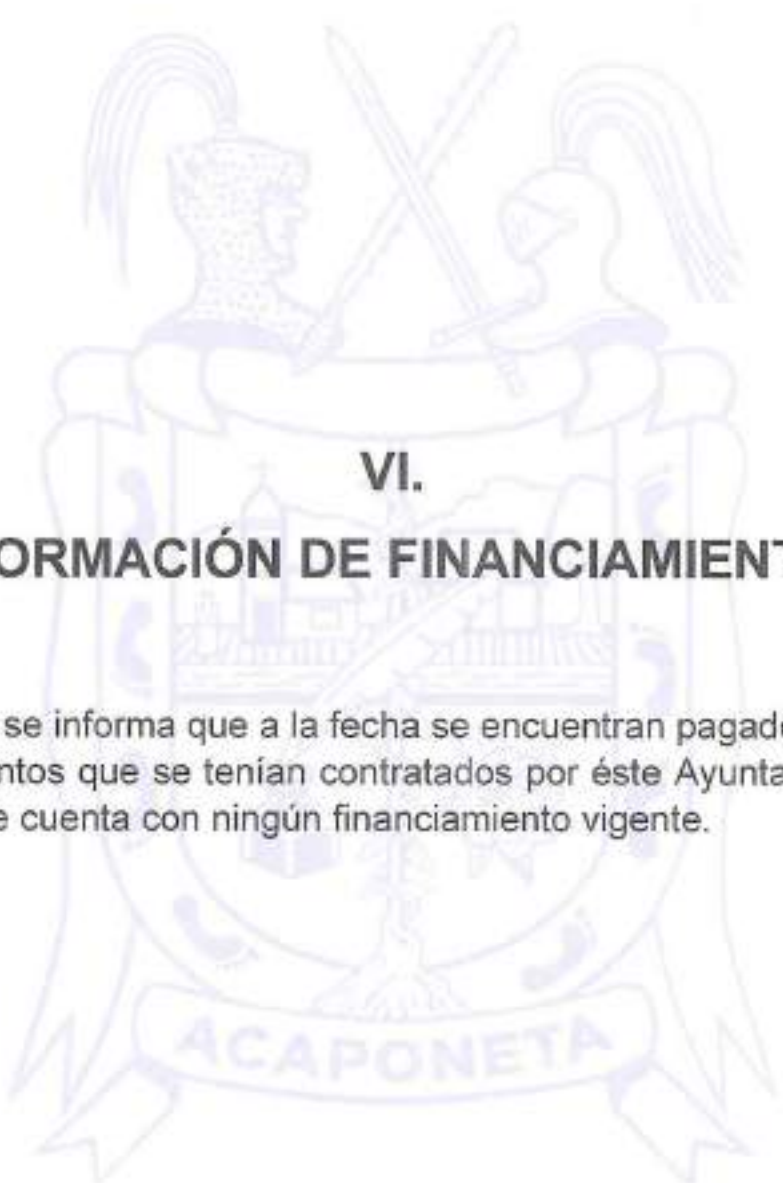 VI.
ORMACIÓN DE FINANCIAMIENT
se informa que a la fecha se encuentran pagad
ntos que se tenían contratados por éste Ayunta
e cuenta con ningún financiamiento vigente.
ACAPONETA